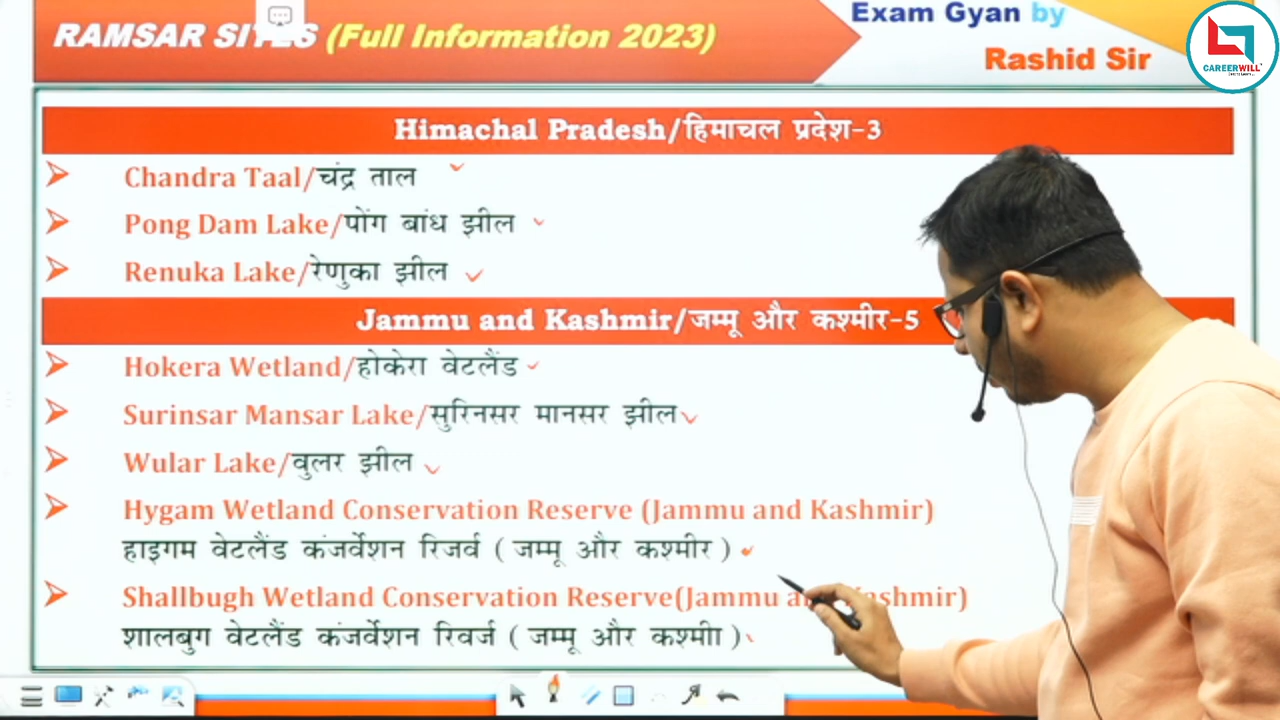 RAMSAR SITES (Full Information 2023)
Exam Gyan by
Rashid Sir
CAREERWILL
Himachal Pradesh/हिमाचल प्रदेश-3
Chandra Taal/चंद्र ताल
Pong Dam Lake/पोंग बांध झील
Renuka Lake/रेणुका झील
Jammu and Kashmir/जम्मू और कश्मीर-5
Hokera Wetland/होकेरा वेटलैंड
Surinsar Mansar Lake/सुरिनसर मानसर झील
Wular Lake/वुलर झील
Hygam Wetland Conservation Reserve (Jammu and Kashmir)
हाइगम वेटलैंड कंजर्वेशन रिजर्व ( जम्मू और कश्मीर )
Shallbugh Wetland Conservation Reserve(Jammu and Kashmir)
शालबुग वेटलैंड कंजर्वेशन रिवर्ज ( जम्मू और कश्मीा )